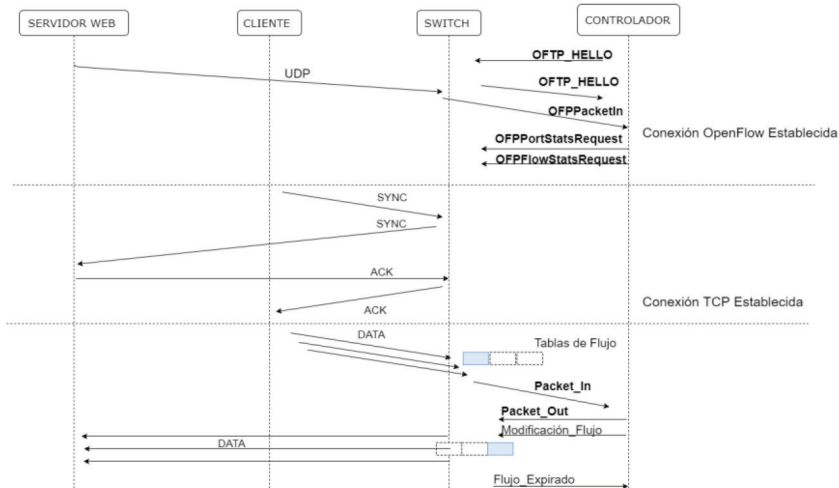 SERVIDOR WEB
CLIENTE
SWITCH
CONTROLADOR
OFTP_HELLO
UDP
OFTP_HELLO
OFPPacketIn
Conexión OpenFlow Establecida
OFPPortStatsRequest
OFPFlowStatsRequest
SYNC
SYNC
ACK
Conexión TCP Establecida
ACK
DATA
Tablas de Flujo
Packet_In
Packet_Out
Modificación_Flujo
DATA
Flujo_Expirado